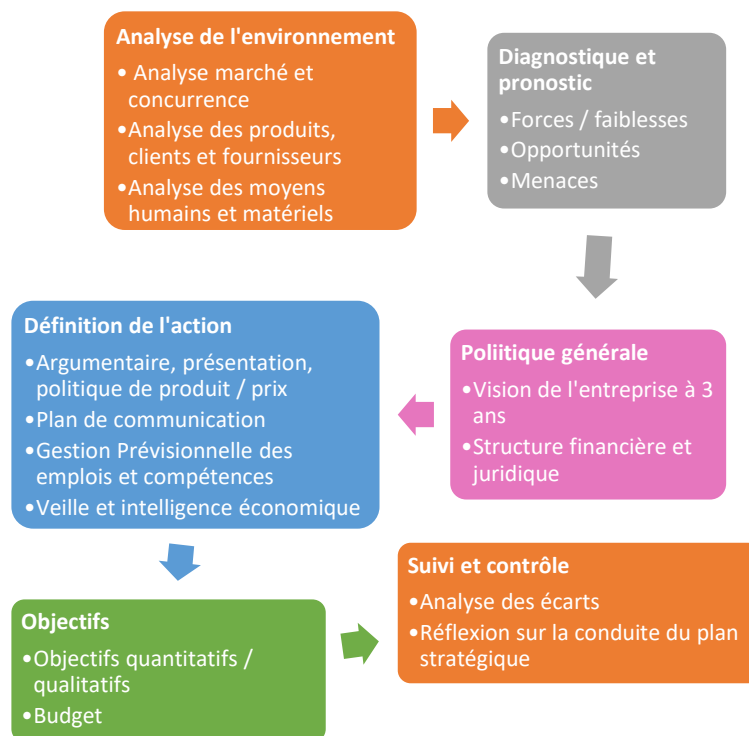 Analyse de l'environnement
• Analyse marché et
concurrence
•Analyse des produits,
clients et fournisseurs
•Analyse des moyens
humains et matériels
Diagnostique et
pronostic
•Forces / faiblesses
•Opportunités
•Menaces
Poliitique générale
•Vision de l'entreprise à 3
ans
•Structure financière et
juridique
Définition de l'action
•Argumentaire, présentation,
politique de produit / prix
•Plan de communication
•Gestion Prévisionnelle des
emplois et compétences
•Veille et intelligence économique
Objectifs
•Objectifs quantitatifs /
qualitatifs
•Budget
Suivi et contrôle
•Analyse des écarts
•Réflexion sur la conduite du plan
stratégique